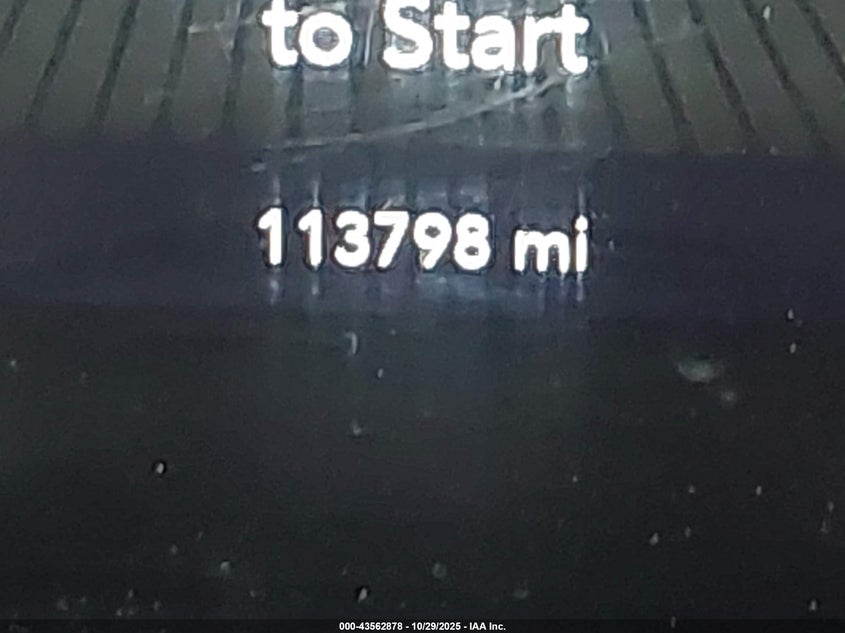 to Start
113798 mi
000-43562878 - 10/29/2025 - IAA Inc.